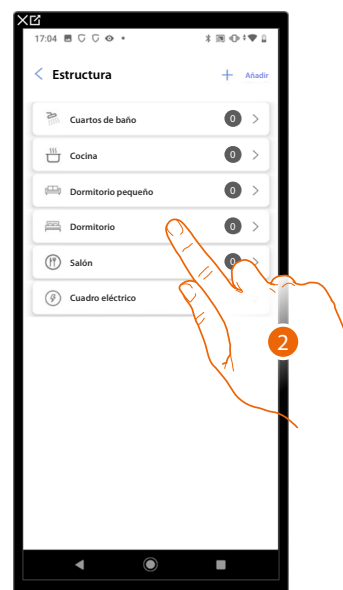 17:04
Estructura
+ Añadir
Cuartos de baño 0
Cocina 0
Dormitorio pequeño 0
Dormitorio 0
Salón 0
Cuadro eléctrico
2